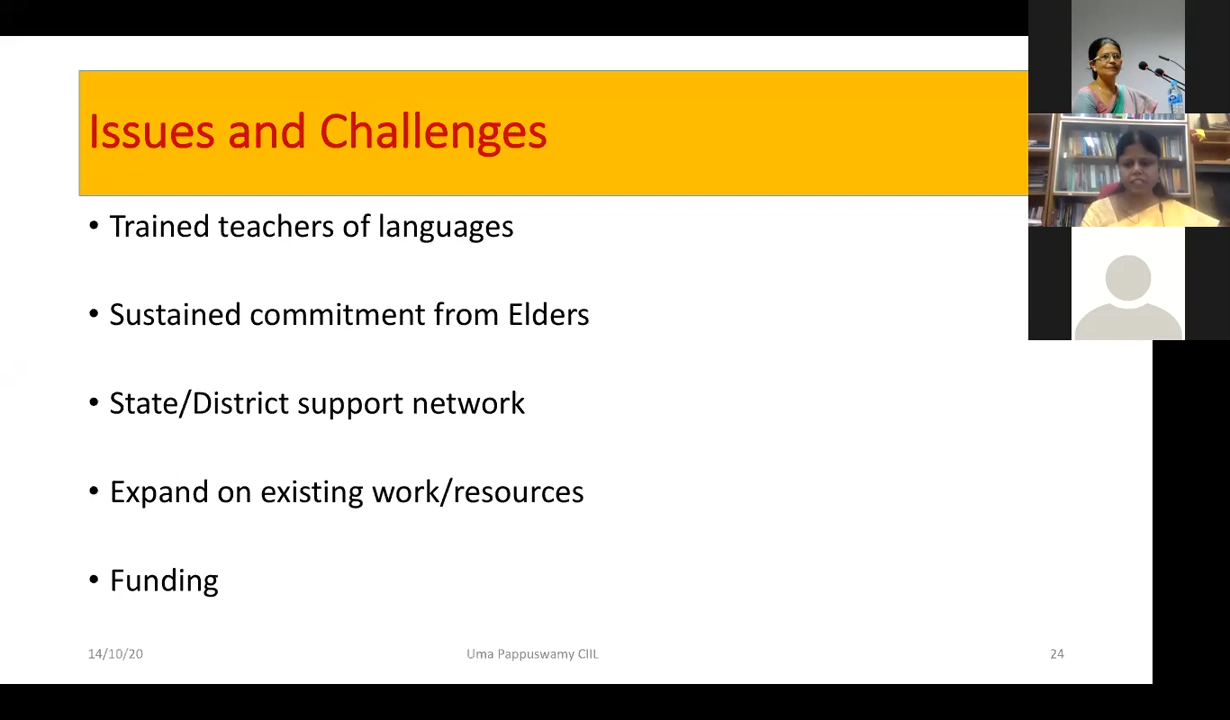 Issues and Challenges
• Trained teachers of languages
• Sustained commitment from Elders
• State/District support network
• Expand on existing work/resources
• Funding
14/10/20
Uma Pappuswamy CIIL
24